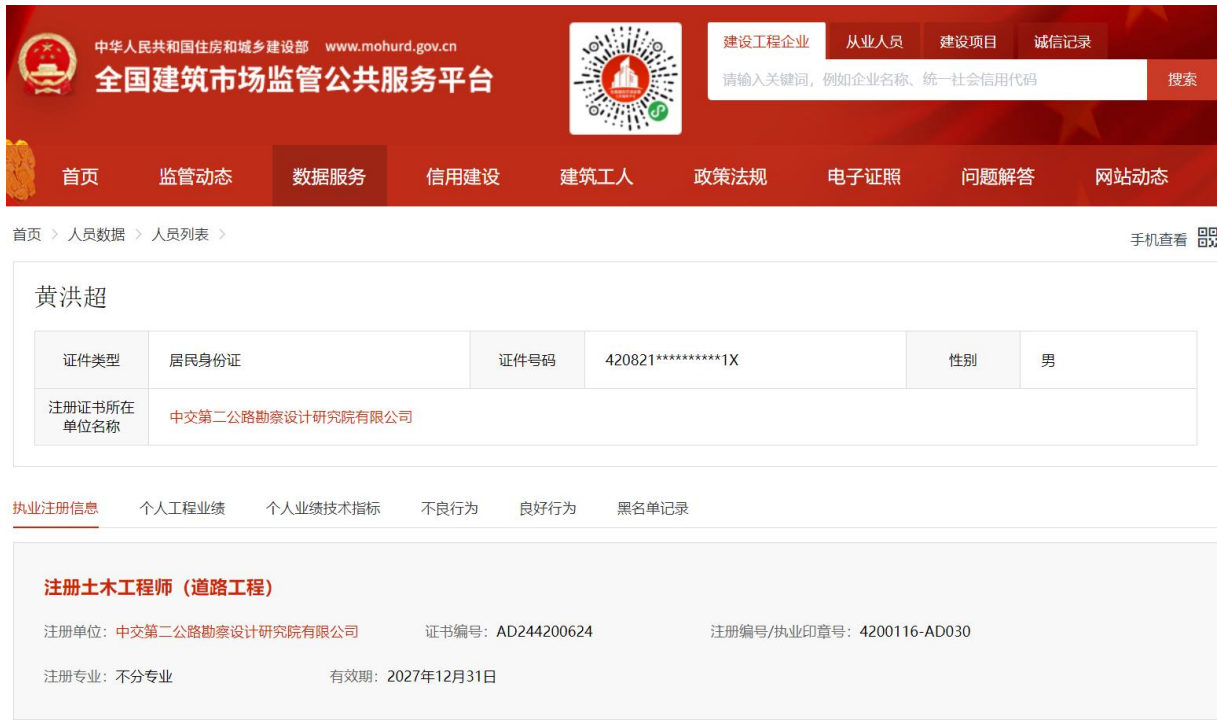 中华人民共和国住房和城乡建设部 www.mohurd.gov.cn
全国建筑市场监管公共服务平台
建设工程企业 从业人员 建设项目 诚信记录
请输入关键词，例如企业名称、统一社会信用代码 搜索
首页 监管动态 数据服务 信用建设 建筑工人 政策法规 电子证照 问题解答 网站动态
首页 > 人员数据 > 人员列表 >
手机查看
黄洪超
证件类型 居民身份证 证件号码 420821**********1X 性别 男
注册证书所在
单位名称
中交第二公路勘察设计研究院有限公司
执业注册信息 个人工程业绩 个人业绩技术指标 不良行为 良好行为 黑名单记录
注册土木工程师（道路工程）
注册单位：中交第二公路勘察设计研究院有限公司 证书编号：AD244200624 注册编号/执业印章号：4200116-AD030
注册专业：不分专业 有效期：2027年12月31日